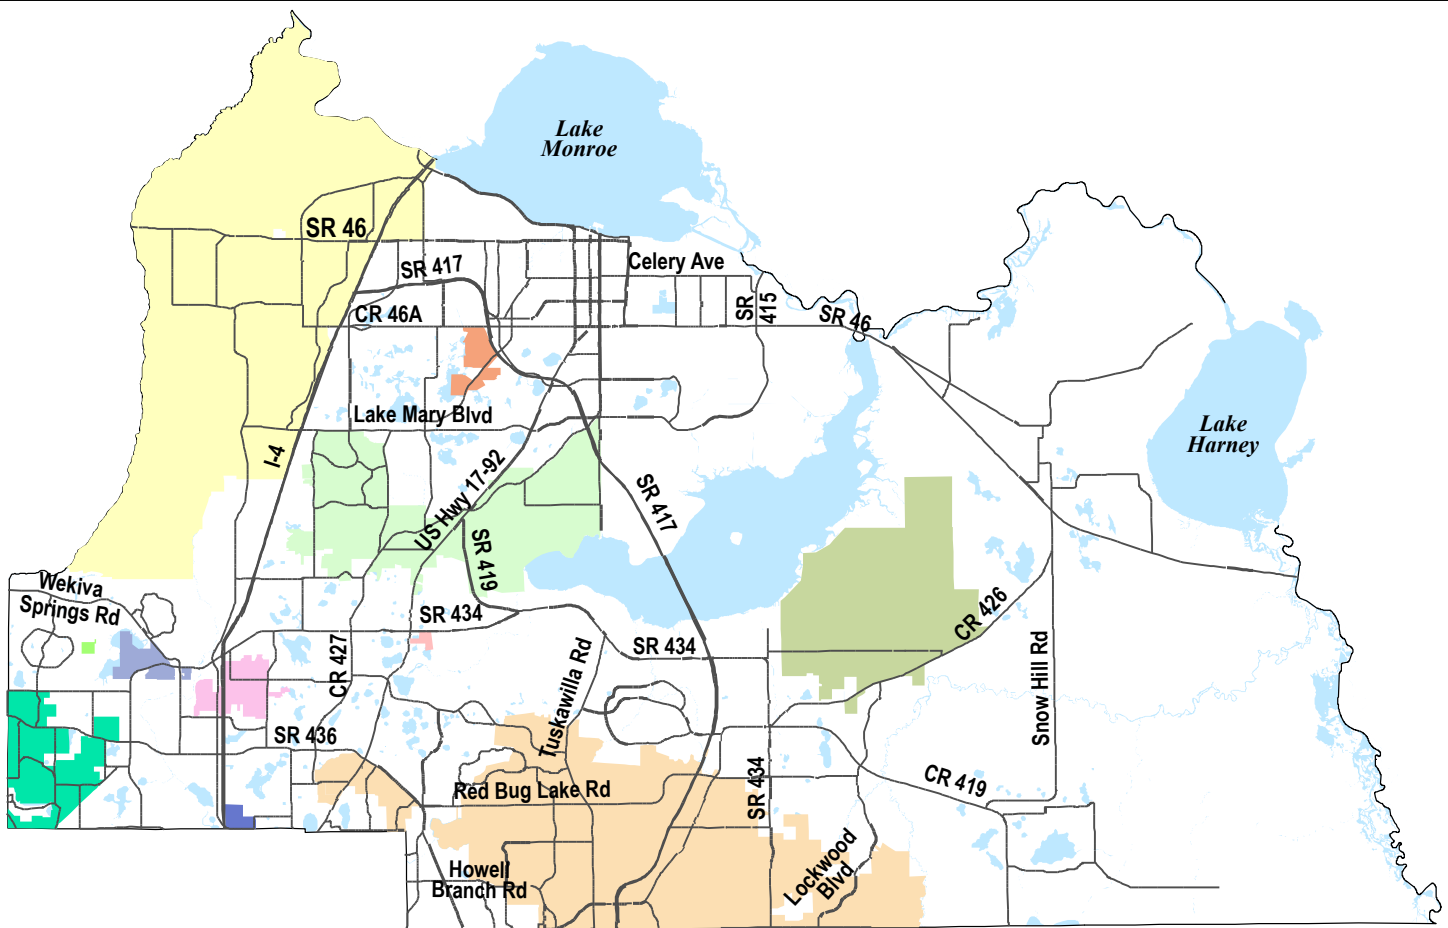 Lake
Monroe
SR 46
SR 417
Celery Ave
CR 46A
SR
415
SR 46
Lake Mary Blvd
Lake
Harney
I-4
US Hwy 17-92
SR 417
SR 419
Wekiva
Springs Rd
SR 434
CR 426
CR 427
SR 434
Tuskawilla Rd
Snow Hill Rd
SR 436
Red Bug Lake Rd
SR 434
CR 419
Howell
Branch Rd
Lockwood
Blvd